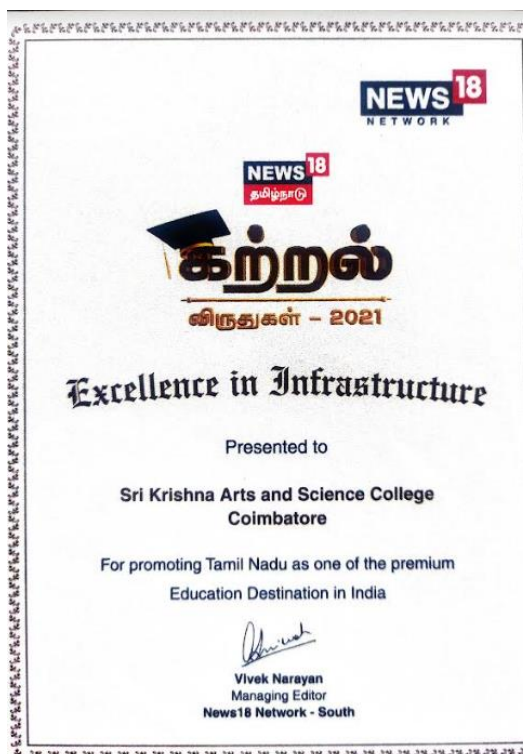 NEWS 18
NETWORK
NEWS 18
தமிழ்நாடு
கற்றல்
விருதுகள் - 2021
Excellence in Infrastructure
Presented to
Sri Krishna Arts and Science College
Coimbatore
For promoting Tamil Nadu as one of the premium
Education Destination in India
Vivek Narayan
Managing Editor
News18 Network - South